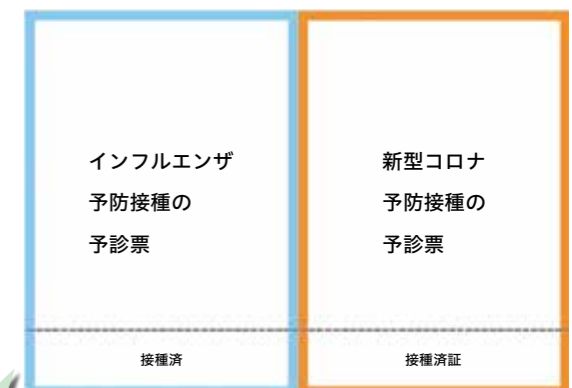 インフルエンザ
予防接種の
予診票
接種済
新型コロナ
予防接種の
予診票
接種済証